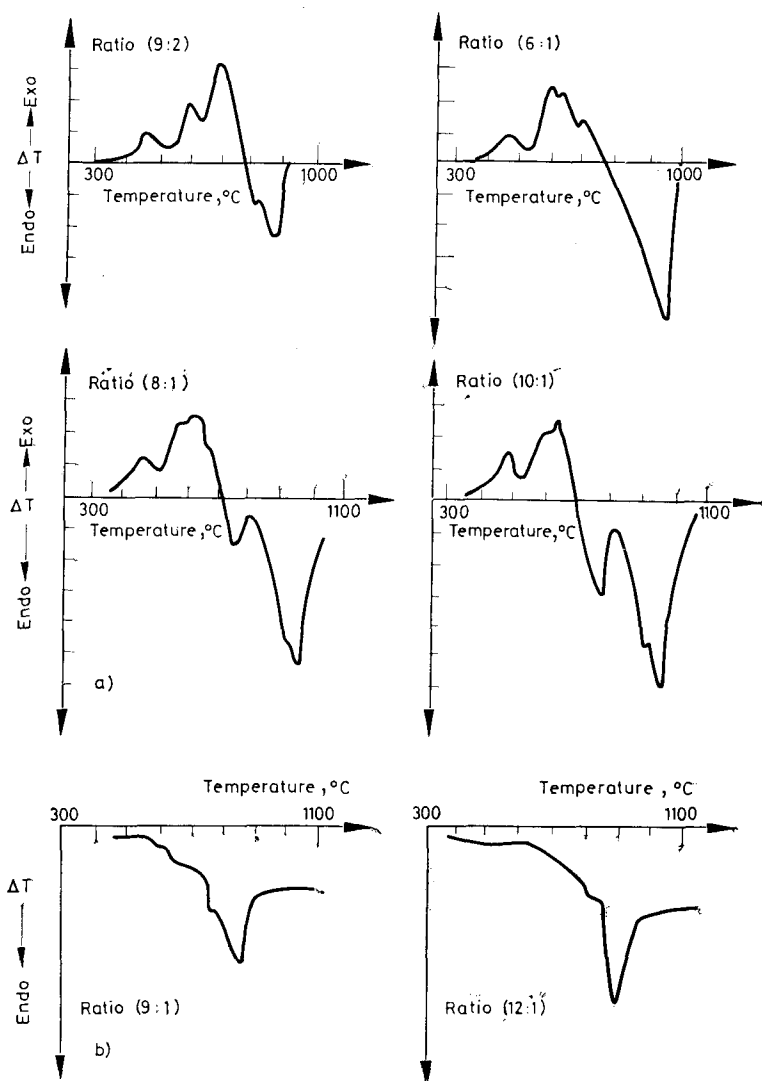 Ratio (9:2)
Exo
ΔT
Endo
300
1000
Temperature, °C
Ratio (6:1)
300
1000
Temperature, °C
Ratio (8:1)
Exo
ΔT
Endo
300
1100
Temperature, °C
a)
Ratio (10:1)
300
1100
Temperature, °C
Temperature, °C
300
1100
ΔT
Endo
Ratio (9:1)
b)
Temperature, °C
300
1100
Ratio (12:1)